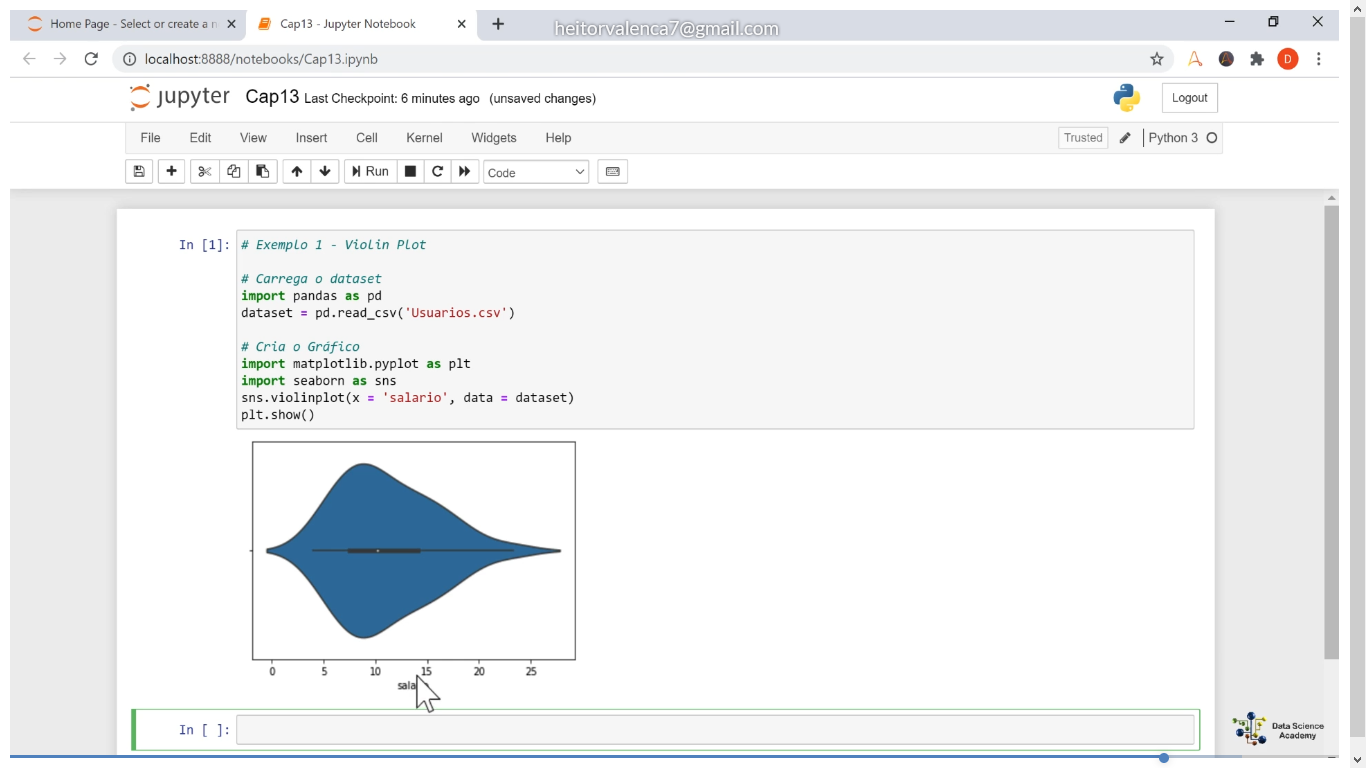 Home Page - Select or create a n
Cap13 - Jupyter Notebook
heitorvalenca7@gmail.com
localhost:8888/notebooks/Cap13.ipynb
D
jupyter Cap13 Last Checkpoint: 6 minutes ago (unsaved changes)
Logout
File Edit View Insert Cell Kernel Widgets Help
Trusted
Python 3
Run
Code
In [1]: # Exemplo 1 - Violin Plot
# Carrega o dataset
import pandas as pd
dataset = pd.read_csv('Usuarios.csv')
# Cria o Gráfico
import matplotlib.pyplot as plt
import seaborn as sns
sns.violinplot(x = 'salario', data = dataset)
plt.show()
0 5 10 15 20 25
In [ ]:
Data Science
Academy